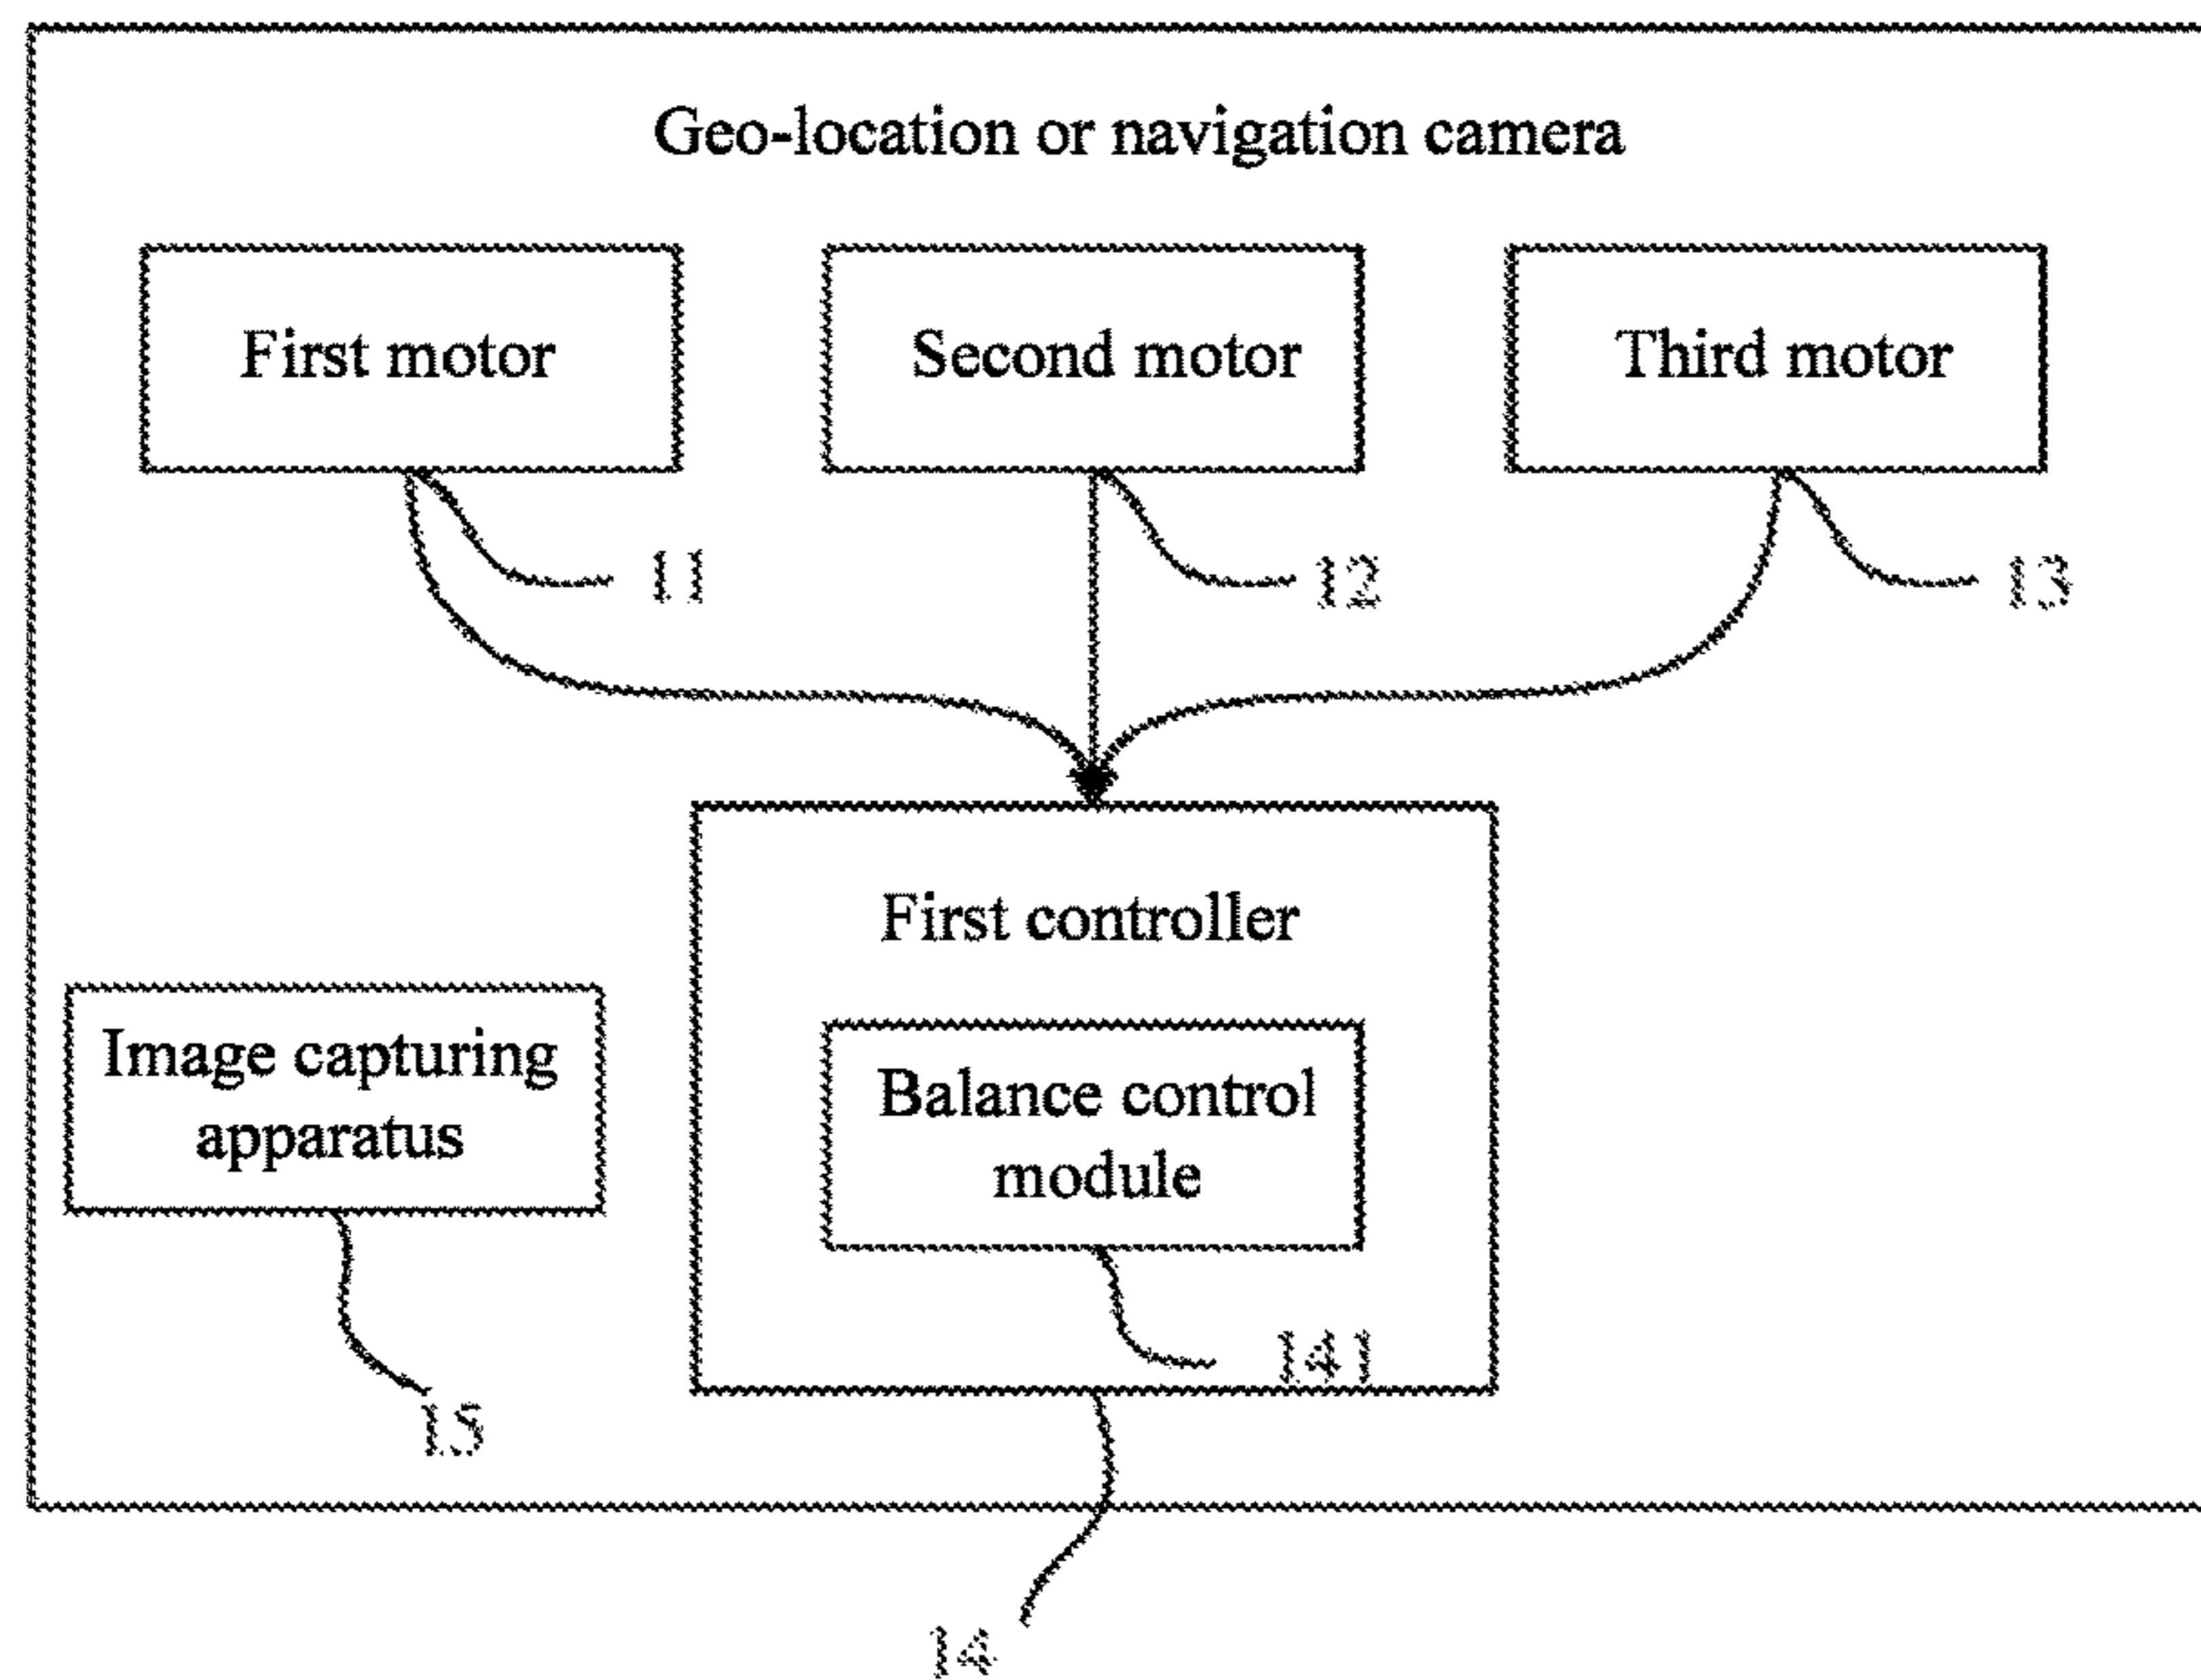 Geo-location or navigation camera
First motor
Second motor
Third motor
11
12
13
First controller
Image capturing
apparatus
Balance control
module
141
15
14